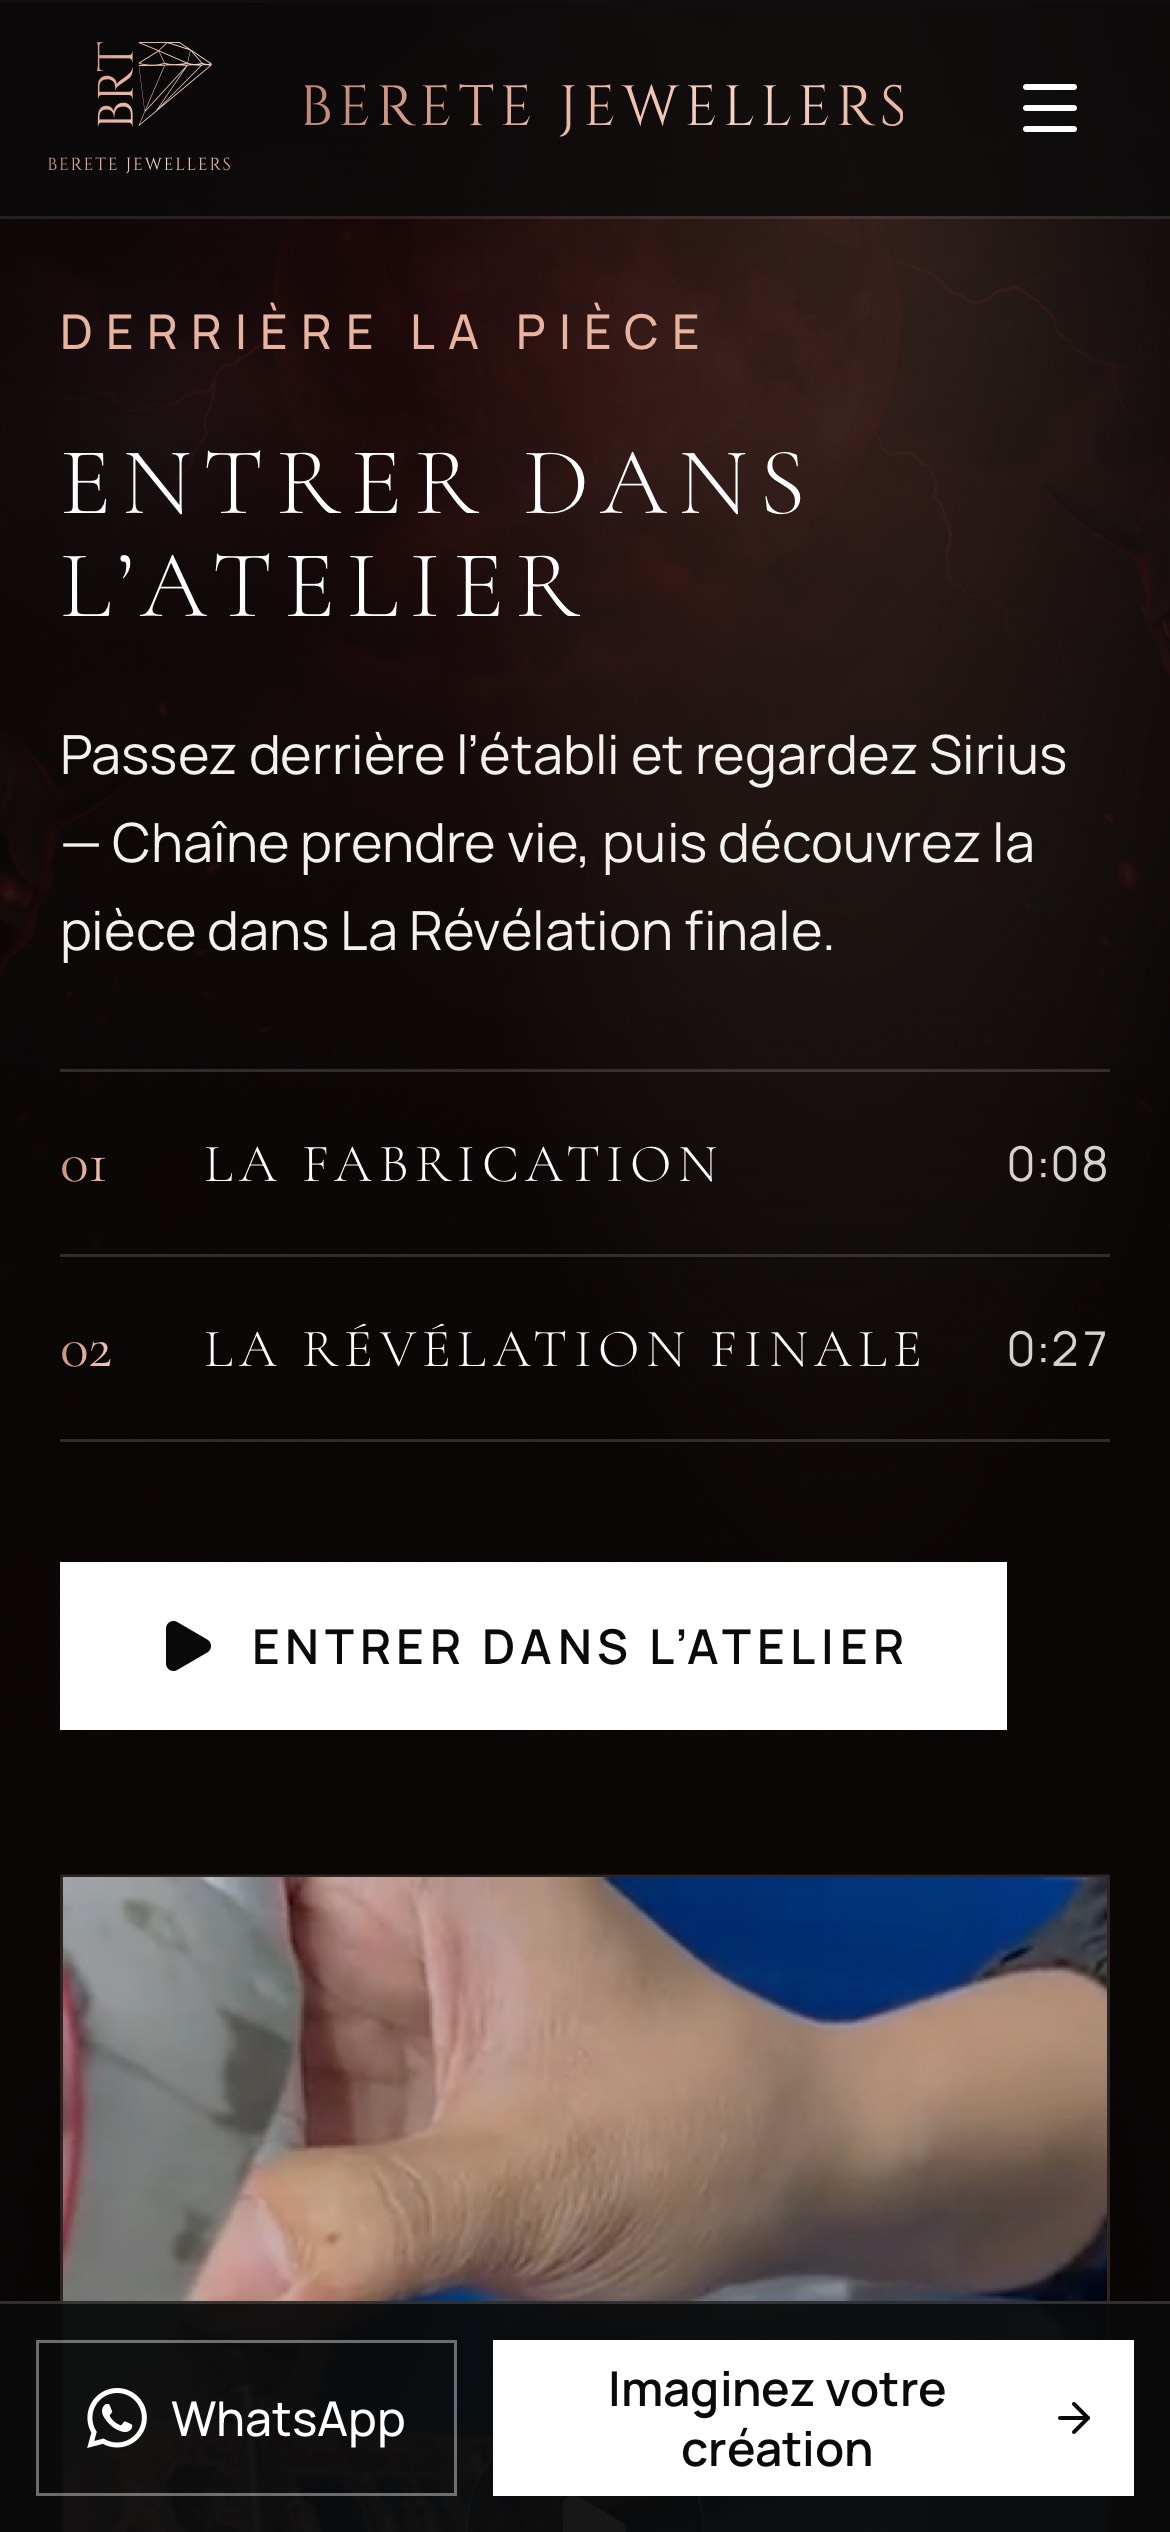 BRT
BERETE JEWELLERS
BERETE JEWELLERS
DERRIÈRE LA PIÈCE
ENTRER DANS
L’ATELIER
Passez derrière l’établi et regardez Sirius
— Chaîne prendre vie, puis découvrez la
pièce dans La Révélation finale.
01 LA FABRICATION 0:08
02 LA RÉVÉLATION FINALE 0:27
ENTRER DANS L’ATELIER
WhatsApp
Imaginez votre
création